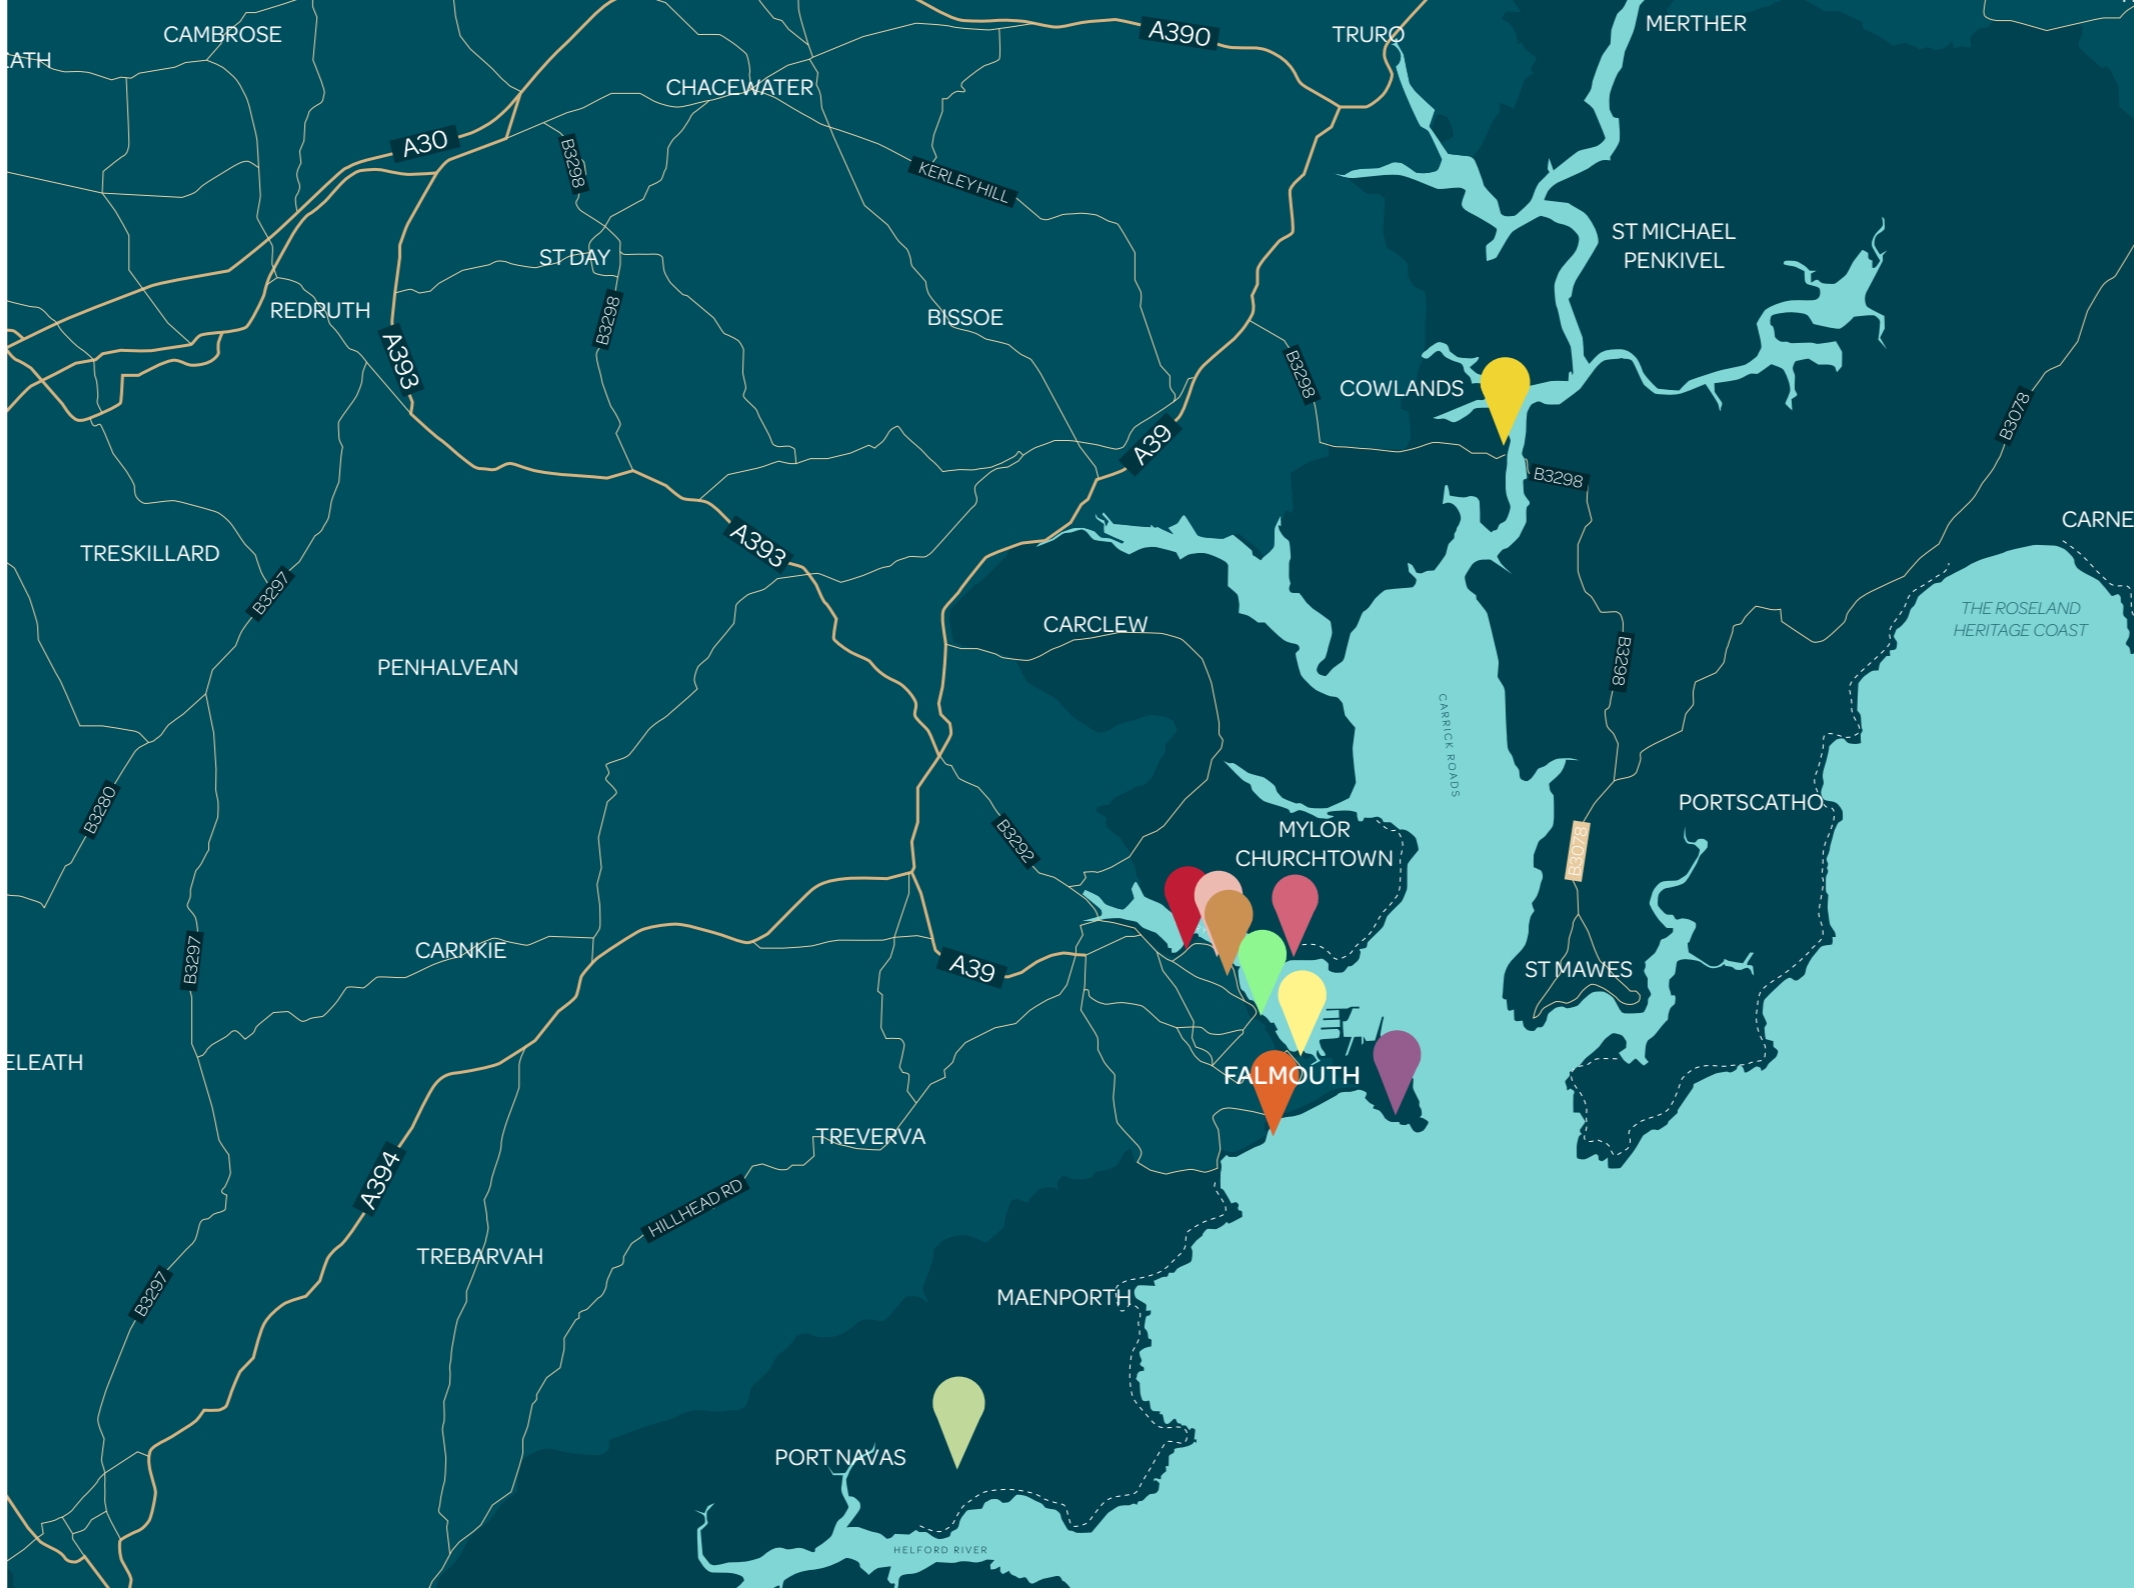 CAMBROSE
A390
TRURO
MERTHER
CHACEWATER
A30
B3298
KERLEY HILL
ST MICHAEL
PENKIVEL
ST DAY
REDRUTH
B3298
BISSOE
A393
B3298
COWLANDS
B3078
A39
B3298
CARNE
TRESKILLARD
A393
B3297
THE ROSELAND
HERITAGE COAST
CARCLEW
PENHALVEAN
B3298
CARRICK ROADS
B3280
PORTSCATHO
MYLOR
CHURCHTOWN
B3292
B3078
CARNKIE
B3297
A39
ST MAWES
ELEATH
FALMOUTH
TREVERVA
A394
HILLHEAD RD
TREBARVAH
B3297
MAENPORTH
PORT NAVAS
HELFORD RIVER
EATH